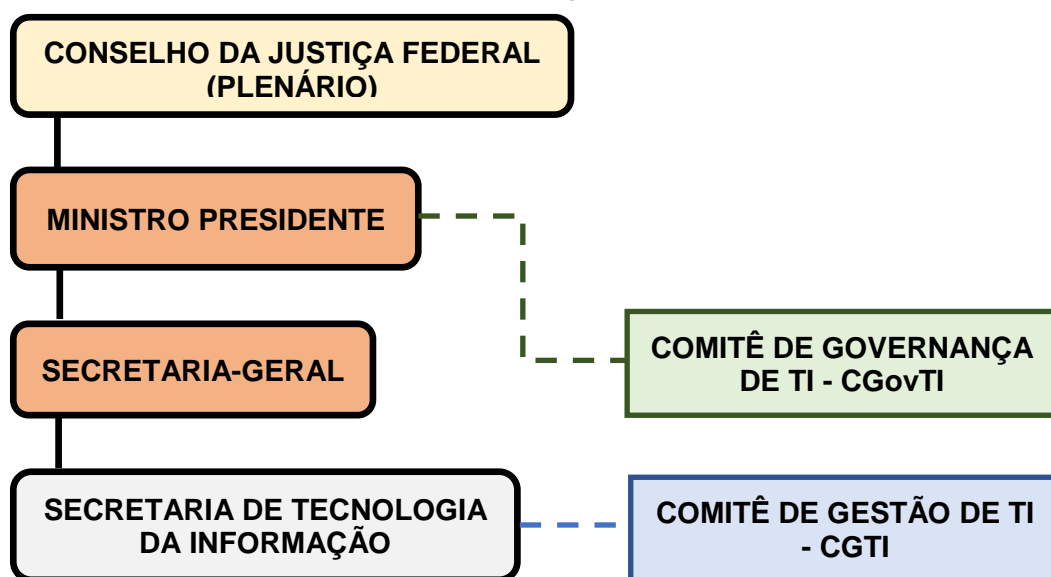 CONSELHO DA JUSTIÇA FEDERAL
(PLENÁRIO)
MINISTRO PRESIDENTE
SECRETARIA-GERAL
COMITÊ DE GOVERNANÇA
DE TI - CGovTI
SECRETARIA DE TECNOLOGIA
DA INFORMAÇÃO
COMITÊ DE GESTÃO DE TI
- CGTI